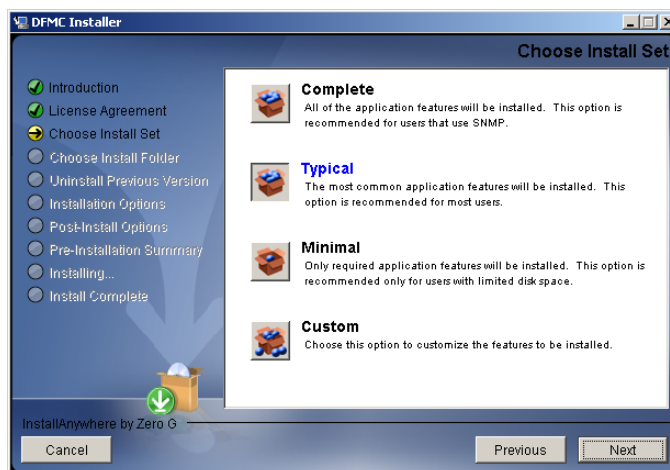 DFMC Installer
Choose Install Set
Introduction
License Agreement
Choose Install Set
Choose Install Folder
Uninstall Previous Version
Installation Options
Post-Install Options
Pre-Installation Summary
Installing...
Install Complete
Complete
All of the application features will be installed.  This option is
recommended for users that use SNMP.
Typical
The most common application features will be installed.  This
option is recommended for most users.
Minimal
Only required application features will be installed.  This option is
recommended only for users with limited disk space.
Custom
Choose this option to customize the features to be installed.
InstallAnywhere by Zero G
Cancel
Previous
Next